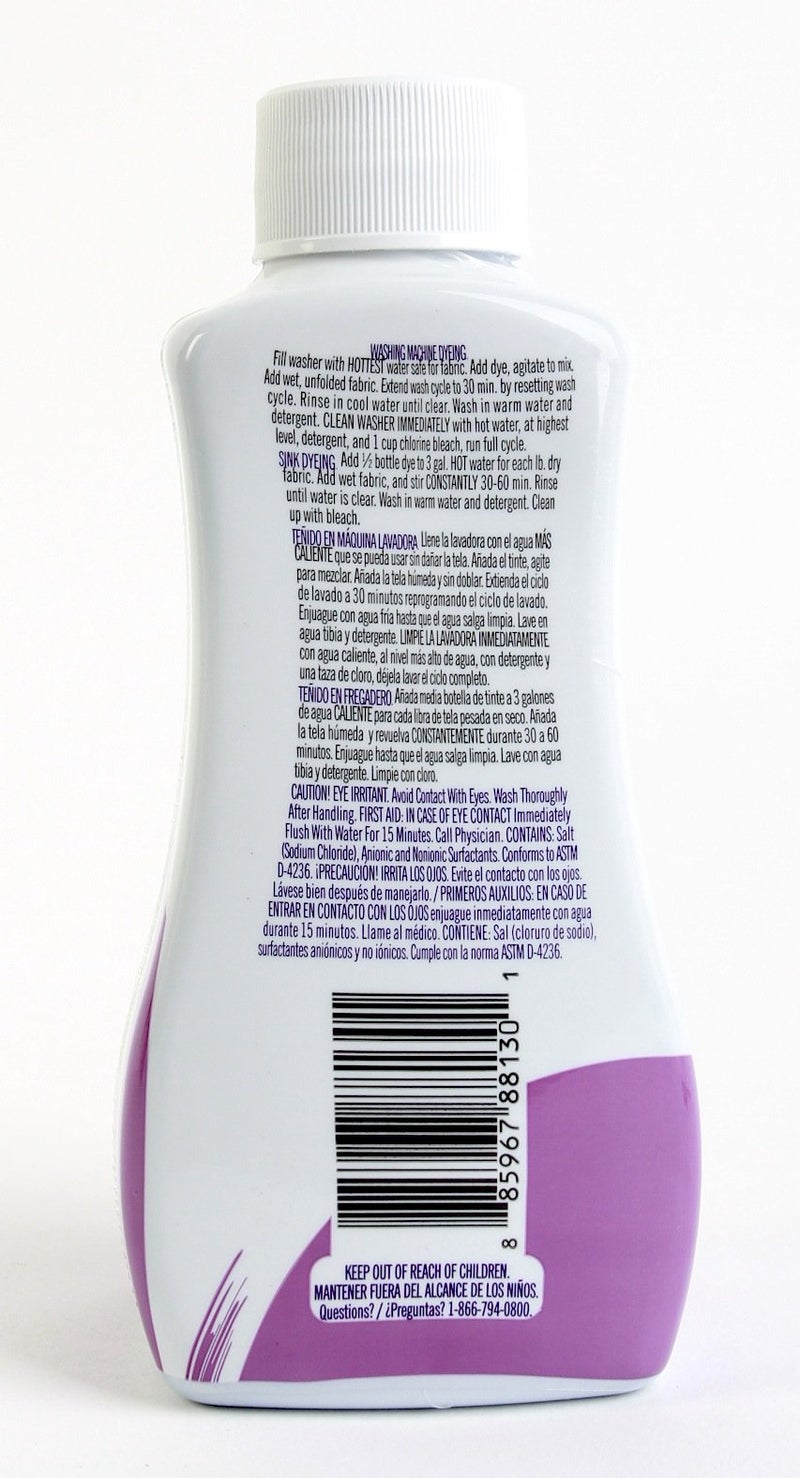 WASHING MACHINE DYEING
Fill washer with HOTTEST water safe for fabric. Add dye, agitate to mix.
Add wet, unfolded fabric. Extend wash cycle to 30 min. by resetting wash
cycle. Rinse in cool water until clear. Wash in warm water and
detergent. CLEAN WASHER IMMEDIATELY with hot water, at highest
level, detergent, and 1 cup chlorine bleach, run full cycle.
SINK DYEING Add ½ bottle dye to 3 gal. HOT water for each lb. dry
fabric. Add wet fabric, and stir CONSTANTLY 30-60 min. Rinse
until water is clear. Wash in warm water and detergent. Clean
up with bleach.
TEÑIDO EN MÁQUINA LAVADORA Llene la lavadora con el agua MÁS
CALIENTE que se pueda usar sin dañar la tela. Añada el tinte, agite
para mezclar. Añada la tela húmeda y sin doblar. Extienda el ciclo
de lavado a 30 minutos reprogramando el ciclo de lavado.
Enjuague con agua fría hasta que el agua salga limpia. Lave en
agua tibia y detergente. LIMPIE LA LAVADORA INMEDIATAMENTE
con agua caliente, al nivel más alto de agua, con detergente y
una taza de cloro, déjela lavar el ciclo completo.
TEÑIDO EN FREGADERO Añada media botella de tinte a 3 galones
de agua CALIENTE para cada libra de tela pesada en seco. Añada
la tela húmeda y revuelva CONSTANTEMENTE durante 30 a 60
minutos. Enjuague hasta que el agua salga limpia. Lave con agua
tibia y detergente. Limpie con cloro.
CAUTION! EYE IRRITANT. Avoid Contact With Eyes. Wash Thoroughly
After Handling. FIRST AID: IN CASE OF EYE CONTACT Immediately
Flush With Water For 15 Minutes. Call Physician. CONTAINS: Salt
(Sodium Chloride), Anionic and Nonionic Surfactants. Conforms to ASTM
D-4236. ¡PRECAUCIÓN! IRRITA LOS OJOS. Evite el contacto con los ojos.
Lávese bien después de manejarlo. / PRIMEROS AUXILIOS: EN CASO DE
ENTRAR EN CONTACTO CON LOS OJOS enjuague inmediatamente con agua
durante 15 minutos. Llame al médico. CONTIENE: Sal (cloruro de sodio),
surfactantes aniónicos y no iónicos. Cumple con la norma ASTM D-4236.
8 85967 88130 1
KEEP OUT OF REACH OF CHILDREN.
MANTENER FUERA DEL ALCANCE DE LOS NIÑOS.
Questions? / ¿Preguntas? 1-866-794-0800.